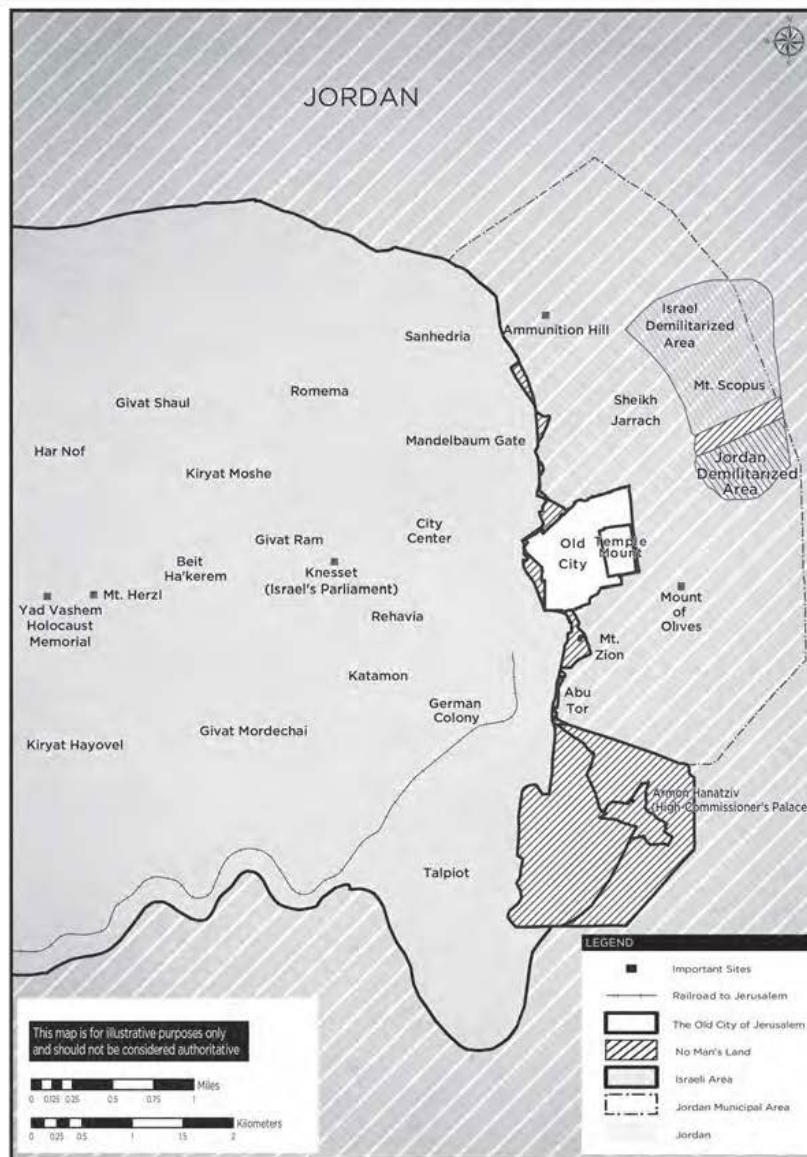 JORDAN
Israel
Demilitarized
Area
Ammunition Hill
Sanhedria
Mt. Scopus
Romema
Givat Shaul
Sheikh
Jarrach
Mandelbaum Gate
Har Nof
Jordan
Demilitarized
Area
Kiryat Moshe
City
Center
Givat Ram
Old
City
Temple
Mount
Beit
Ha'kerem
Knesset
(Israel's Parliament)
Mt. Herzl
Yad Vashem
Holocaust
Memorial
Mount
of
Olives
Rehavia
Mt.
Zion
Katamon
Abu
Tor
German
Colony
Givat Mordechai
Kiryat Hayovel
Armon Hanatziv
(High-Commissioner's Palace
Talpiot
LEGEND
Important Sites
Railroad to Jerusalem
The Old City of Jerusalem
No Man's Land
Israeli Area
Jordan Municipal Area
Jordan
This map is for illustrative purposes only
and should not be considered authoritative
Miles
0 0.125 0.25 0.5 0.75 1
Kilometers
0 0.25 0.5 1 1.5 2